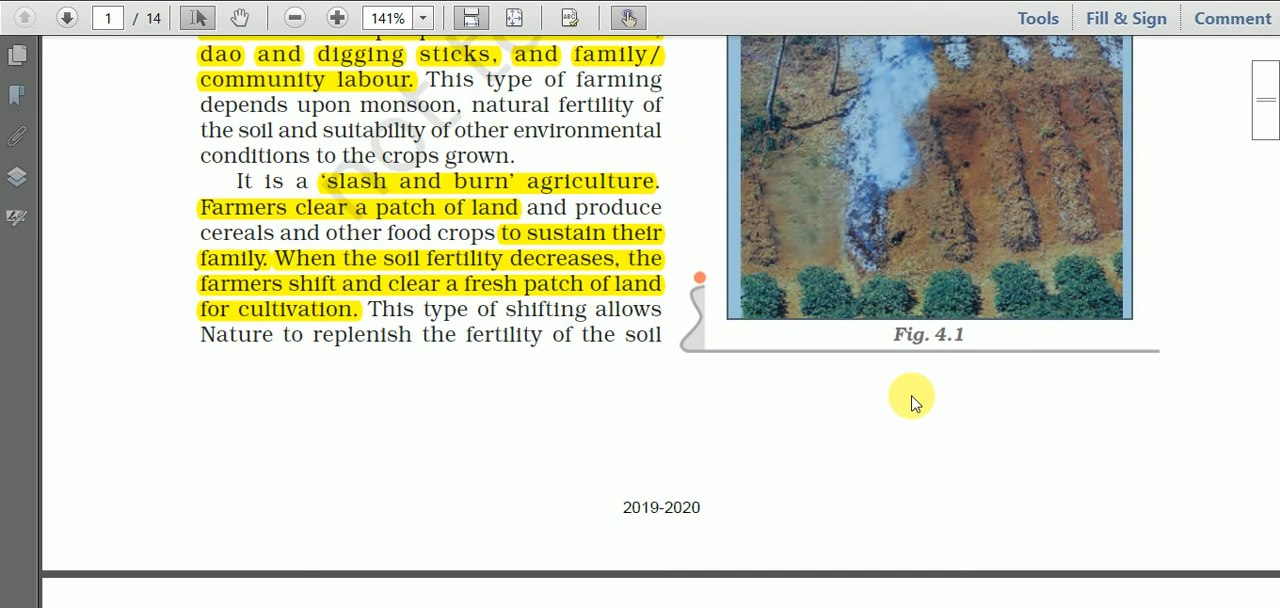 1 / 14
141%
Tools
Fill & Sign
Comment
dao and digging sticks, and family/
community labour. This type of farming
depends upon monsoon, natural fertility of
the soil and suitability of other environmental
conditions to the crops grown.
It is a ‘slash and burn’ agriculture.
Farmers clear a patch of land and produce
cereals and other food crops to sustain their
family. When the soil fertility decreases, the
farmers shift and clear a fresh patch of land
for cultivation. This type of shifting allows
Nature to replenish the fertility of the soil
Fig. 4.1
2019-2020